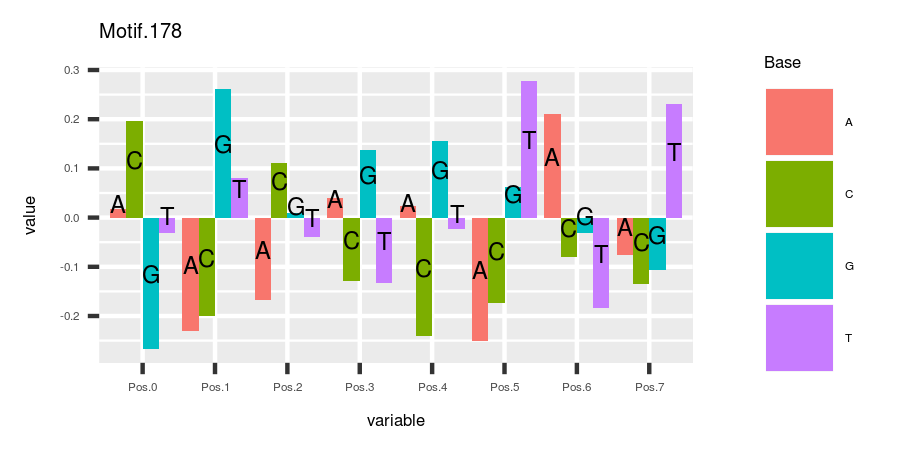 Motif.178
value
0.3
0.2
0.1
0.0
-0.1
-0.2
A C G T
A C G T
A C G T
A C G T
A C G T
A C G T
A C G T
A C G T
Pos.0 Pos.1 Pos.2 Pos.3 Pos.4 Pos.5 Pos.6 Pos.7
variable
Base
A
C
G
T